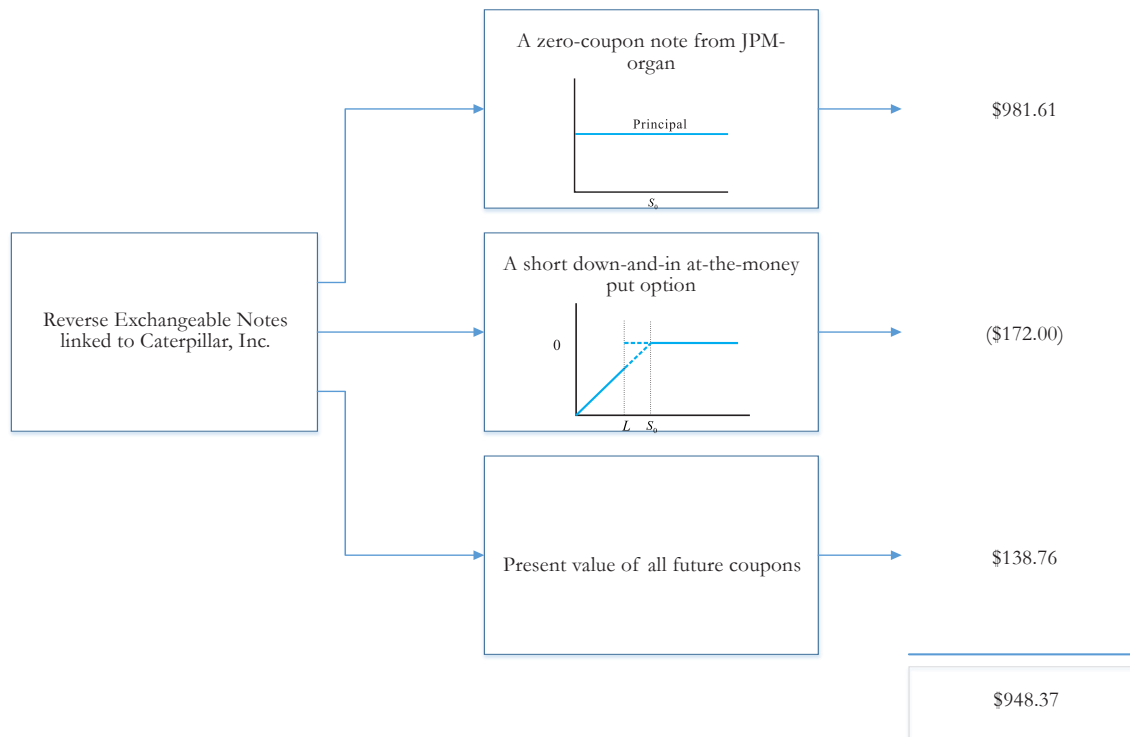 A zero-coupon note from JPM-
organ
Principal
S₀
$981.61
Reverse Exchangeable Notes
linked to Caterpillar, Inc.
A short down-and-in at-the-money
put option
0
L S₀
($172.00)
Present value of all future coupons
$138.76
$948.37